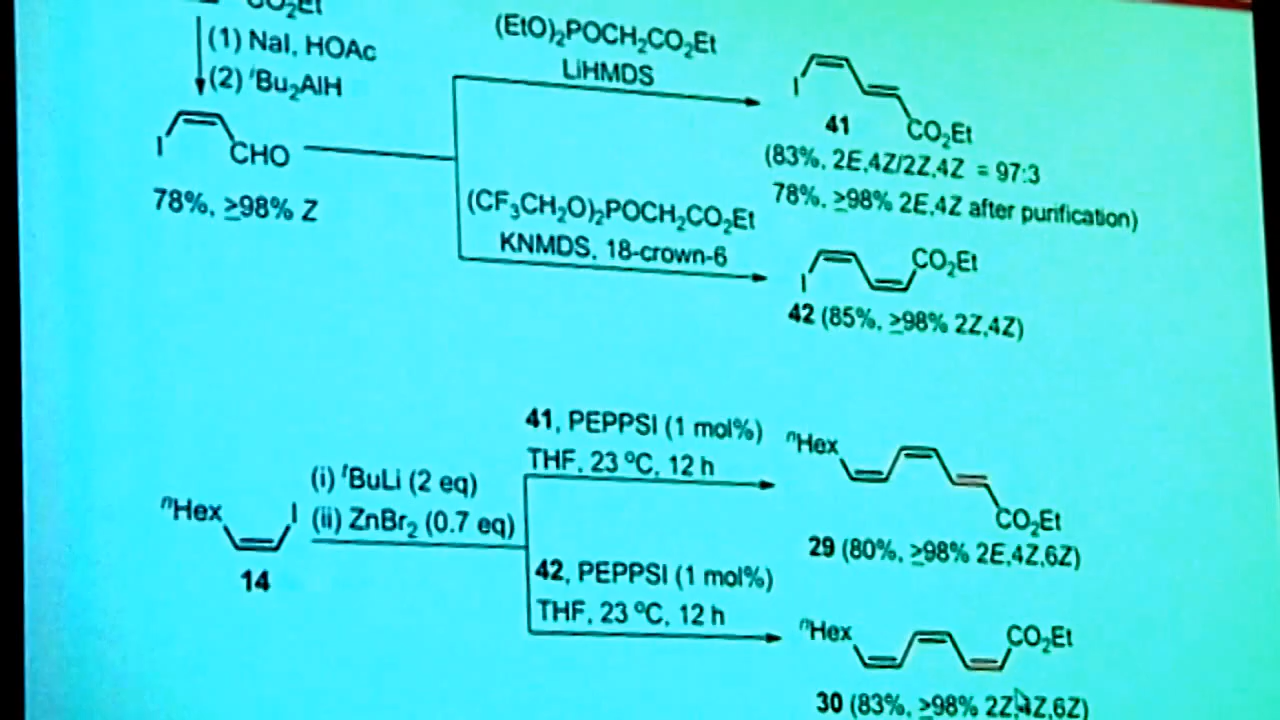 CO₂Et
(1) NaI, HOAc
(2) ⁱBu₂AlH
I
CHO
78%, ≥98% Z
(EtO)₂POCH₂CO₂Et
LiHMDS
I
41
CO₂Et
(83%, 2E,4Z/2Z,4Z = 97:3
78%, ≥98% 2E,4Z after purification)
(CF₃CH₂O)₂POCH₂CO₂Et
KNMDS, 18-crown-6
I
CO₂Et
42 (85%, ≥98% 2Z,4Z)
ⁿHex
I
14
(i) ᵗBuLi (2 eq)
(ii) ZnBr₂ (0.7 eq)
41, PEPPSI (1 mol%)
THF, 23 ºC, 12 h
ⁿHex
CO₂Et
29 (80%, ≥98% 2E,4Z,6Z)
42, PEPPSI (1 mol%)
THF, 23 ºC, 12 h
ⁿHex
CO₂Et
30 (83%, ≥98% 2Z,4Z,6Z)